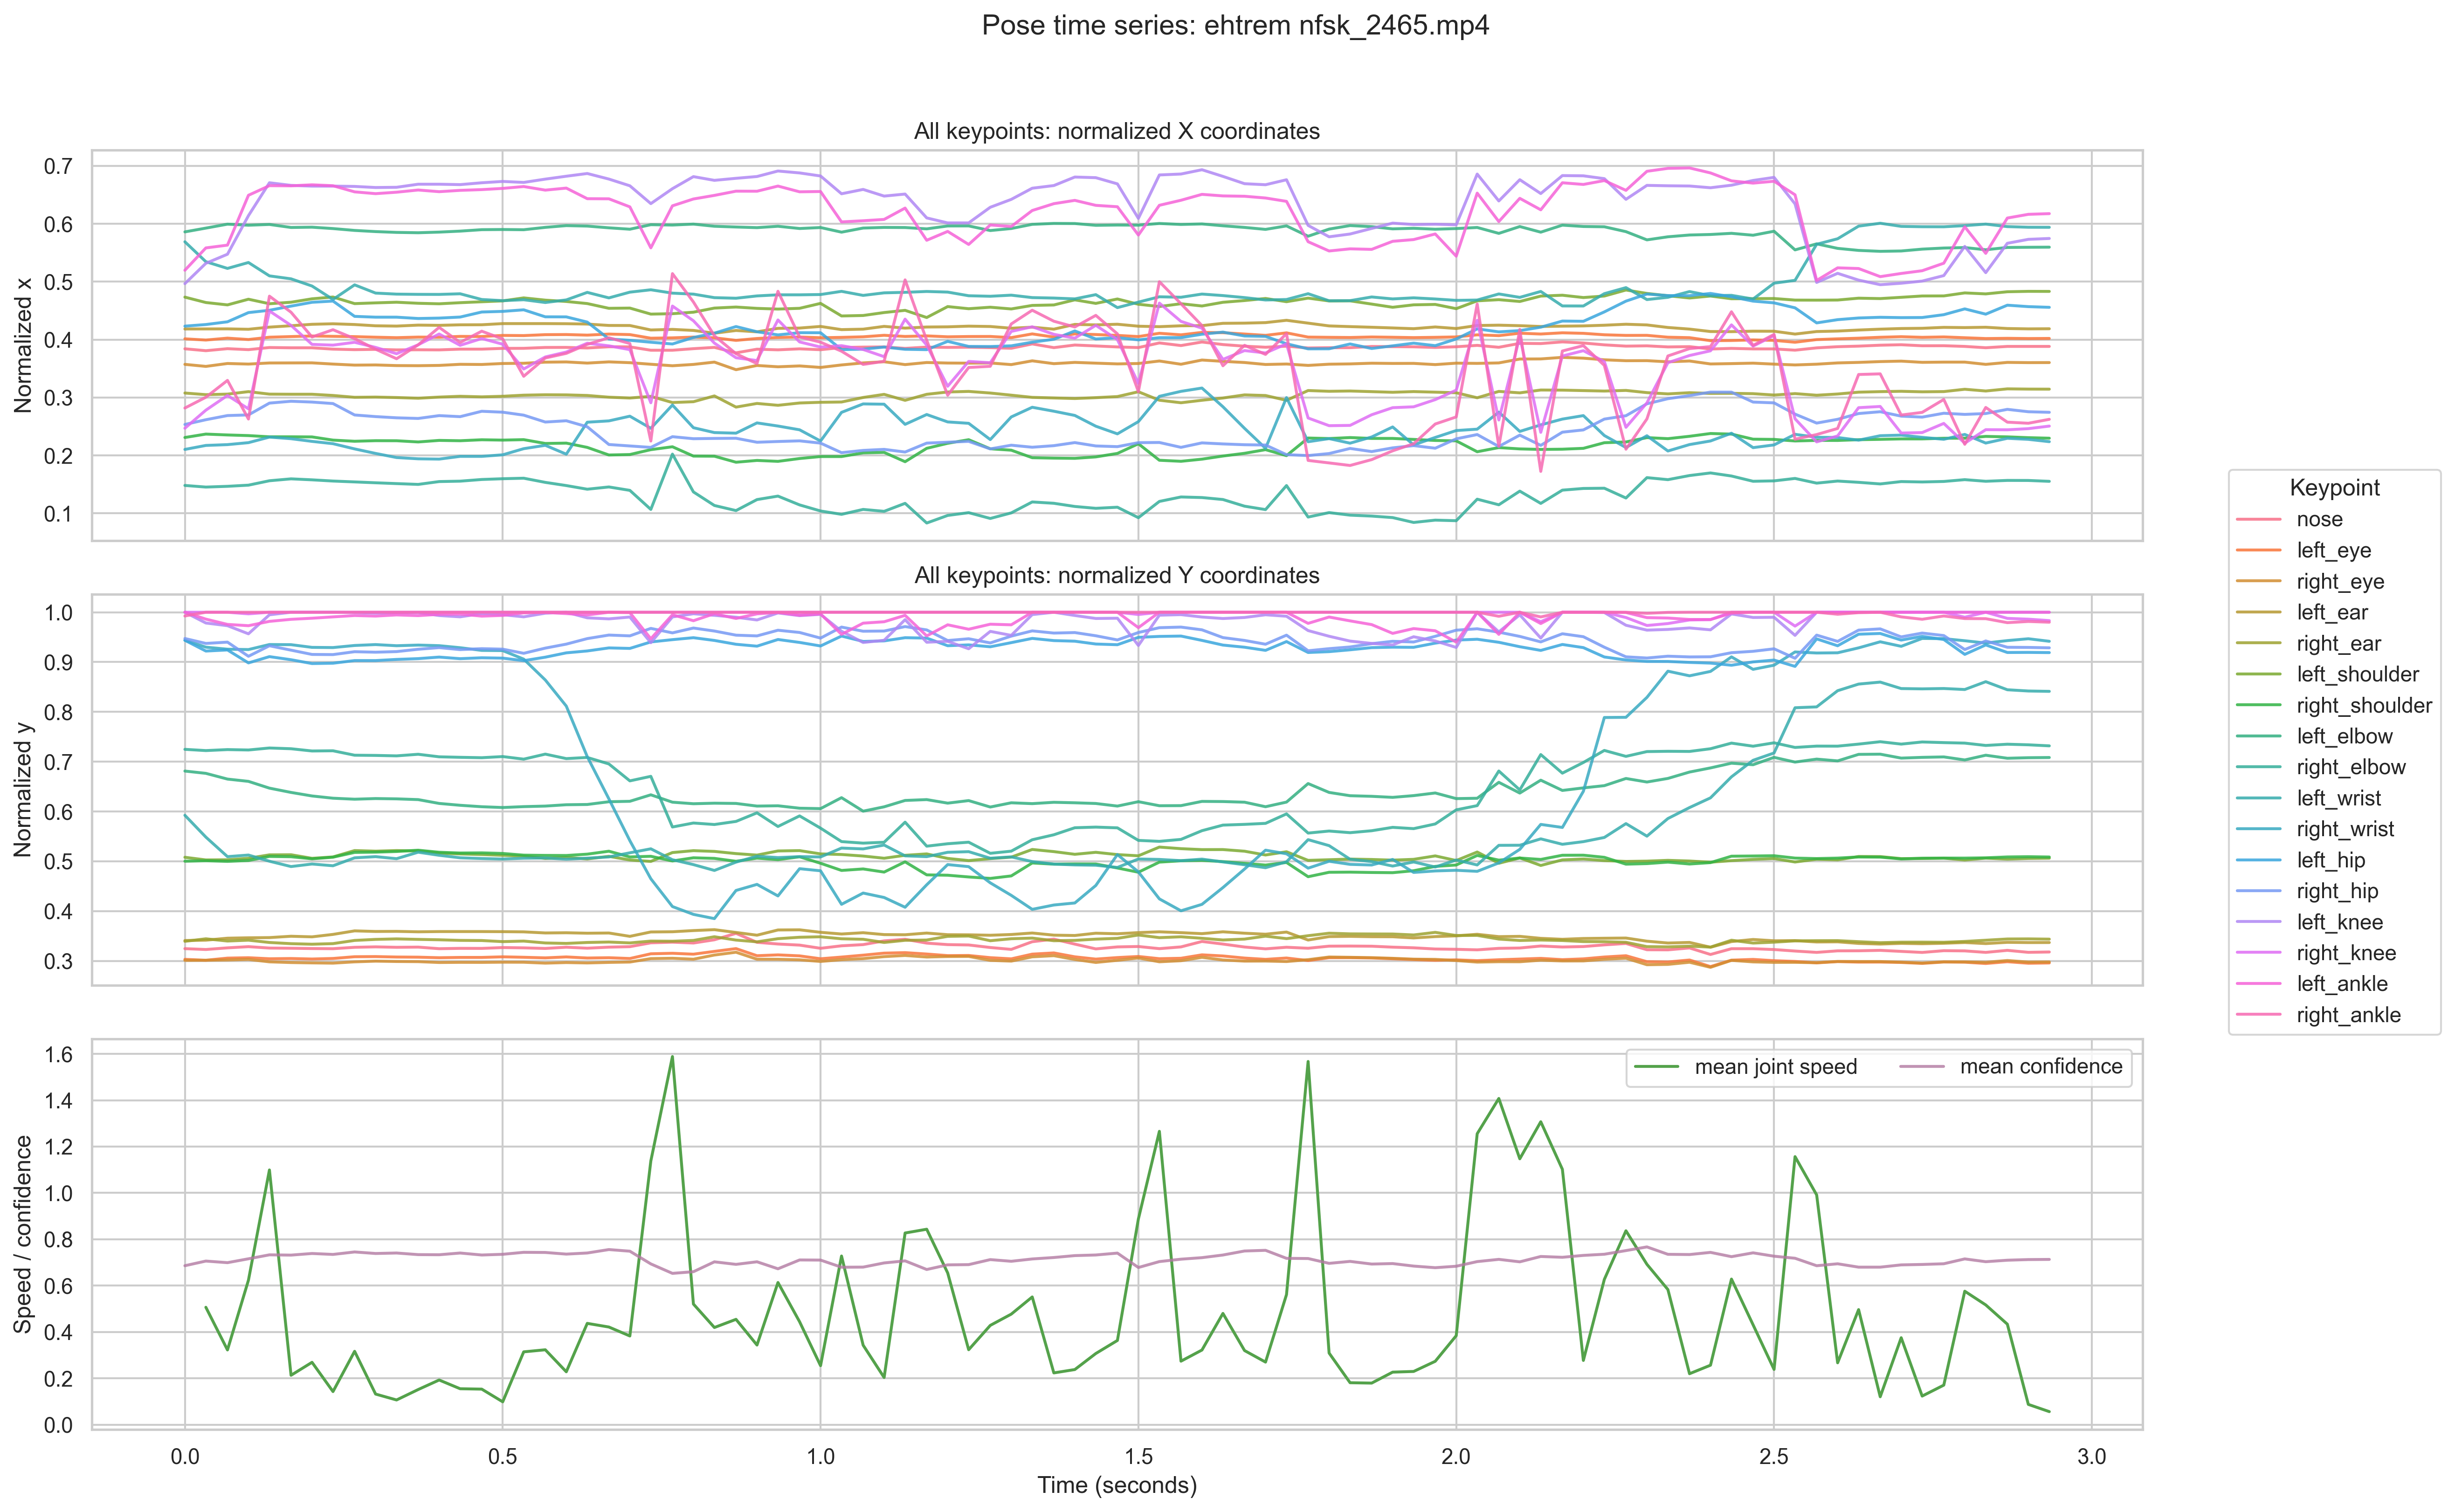 Pose time series: ehtrem nfsk_2465.mp4
All keypoints: normalized X coordinates
Normalized x
0.7
0.6
0.5
0.4
0.3
0.2
0.1
All keypoints: normalized Y coordinates
Normalized y
1.0
0.9
0.8
0.7
0.6
0.5
0.4
0.3
Keypoint
nose
left_eye
right_eye
left_ear
right_ear
left_shoulder
right_shoulder
left_elbow
right_elbow
left_wrist
right_wrist
left_hip
right_hip
left_knee
right_knee
left_ankle
right_ankle
Speed / confidence
1.6
1.4
1.2
1.0
0.8
0.6
0.4
0.2
0.0
mean joint speed mean confidence
0.0 0.5 1.0 1.5 2.0 2.5 3.0
Time (seconds)